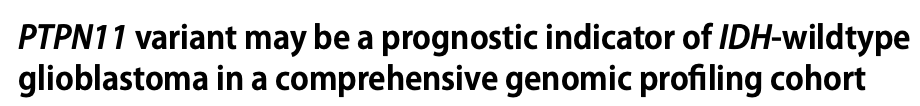 PTPN11 variant may be a prognostic indicator of IDH-wildtype
glioblastoma in a comprehensive genomic profiling cohort